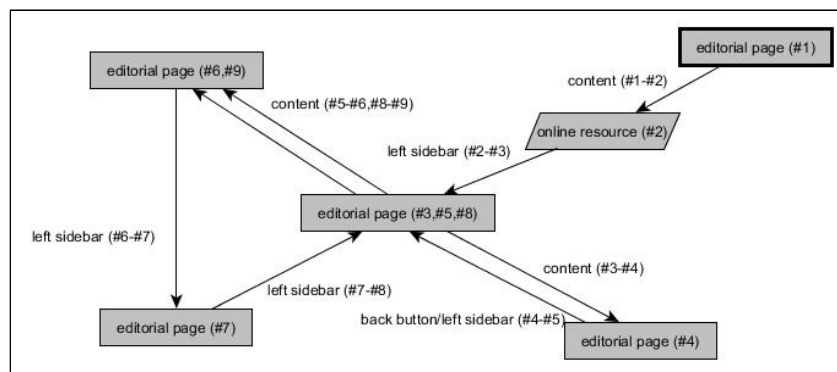 editorial page (#1)
editorial page (#6,#9)
content (#1-#2)
content (#5-#6,#8-#9)
online resource (#2)
left sidebar (#2-#3)
editorial page (#3,#5,#8)
left sidebar (#6-#7)
content (#3-#4)
left sidebar (#7-#8)
back button/left sidebar (#4-#5)
editorial page (#7)
editorial page (#4)